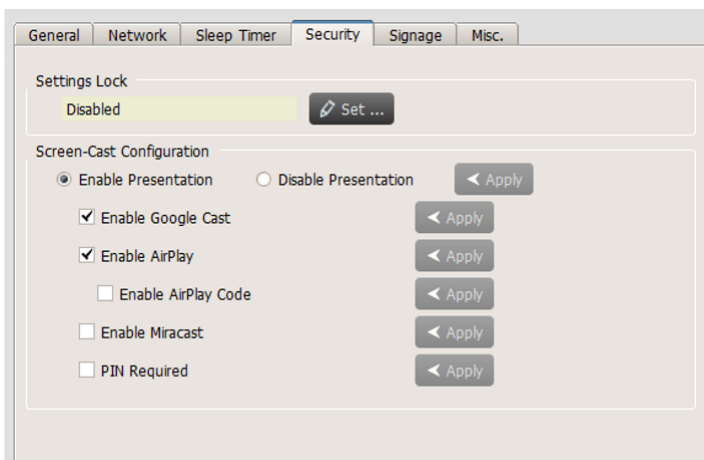 General Network Sleep Timer Security Signage Misc.
Settings Lock
Disabled Set ...
Screen-Cast Configuration
Enable Presentation Disable Presentation Apply
Enable Google Cast Apply
Enable AirPlay Apply
Enable AirPlay Code Apply
Enable Miracast Apply
PIN Required Apply